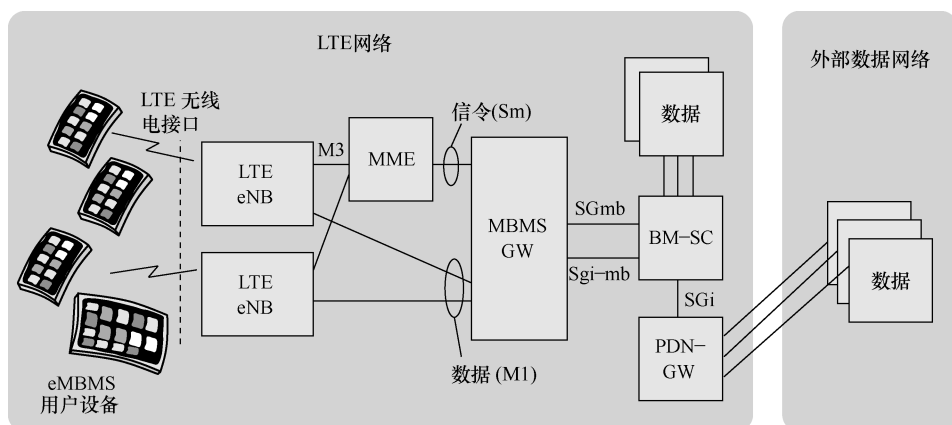 LTE网络
外部数据网络
LTE 无线
电接口
信令(Sm)
数据
M3
MME
LTE
eNB
MBMS
GW
SGmb
BM-SC
Sgi-mb
LTE
eNB
SGi
数据
数据 (M1)
PDN-
GW
eMBMS
用户设备